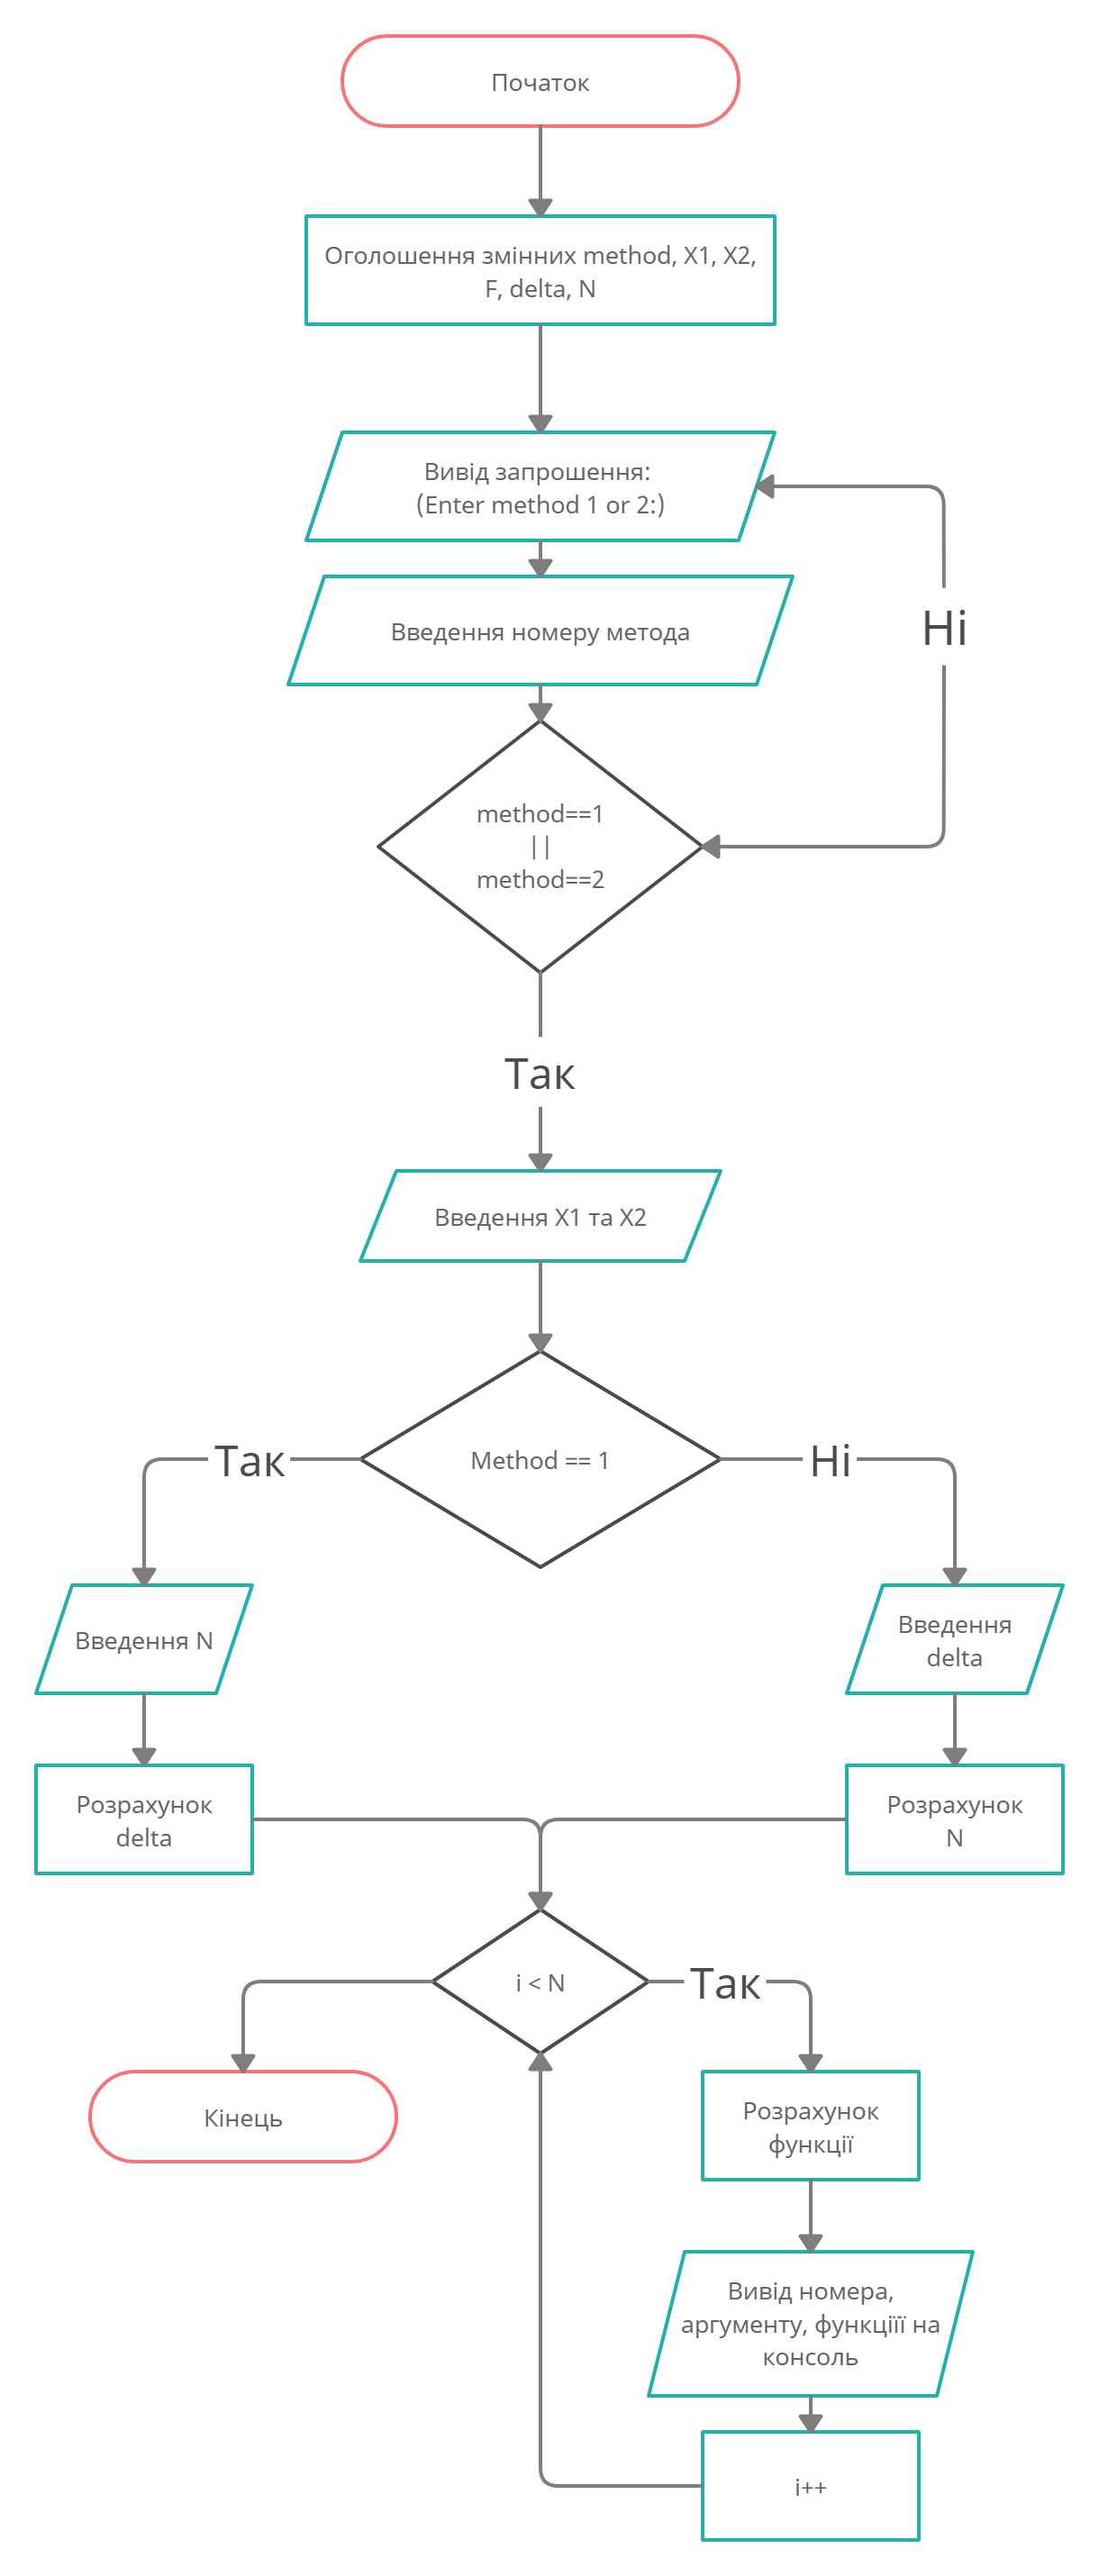 Початок
Оголошення змінних method, X1, X2,
F, delta, N
Вивід запрошення:
(Enter method 1 or 2:)
Введення номеру метода
Ні
method==1
||
method==2
Так
Введення X1 та X2
Method == 1
Так
Ні
Введення N
Введення
delta
Розрахунок
delta
Розрахунок
N
i < N
Так
Кінець
Розрахунок
функції
Вивід номера,
аргументу, функціїї на
консоль
i++